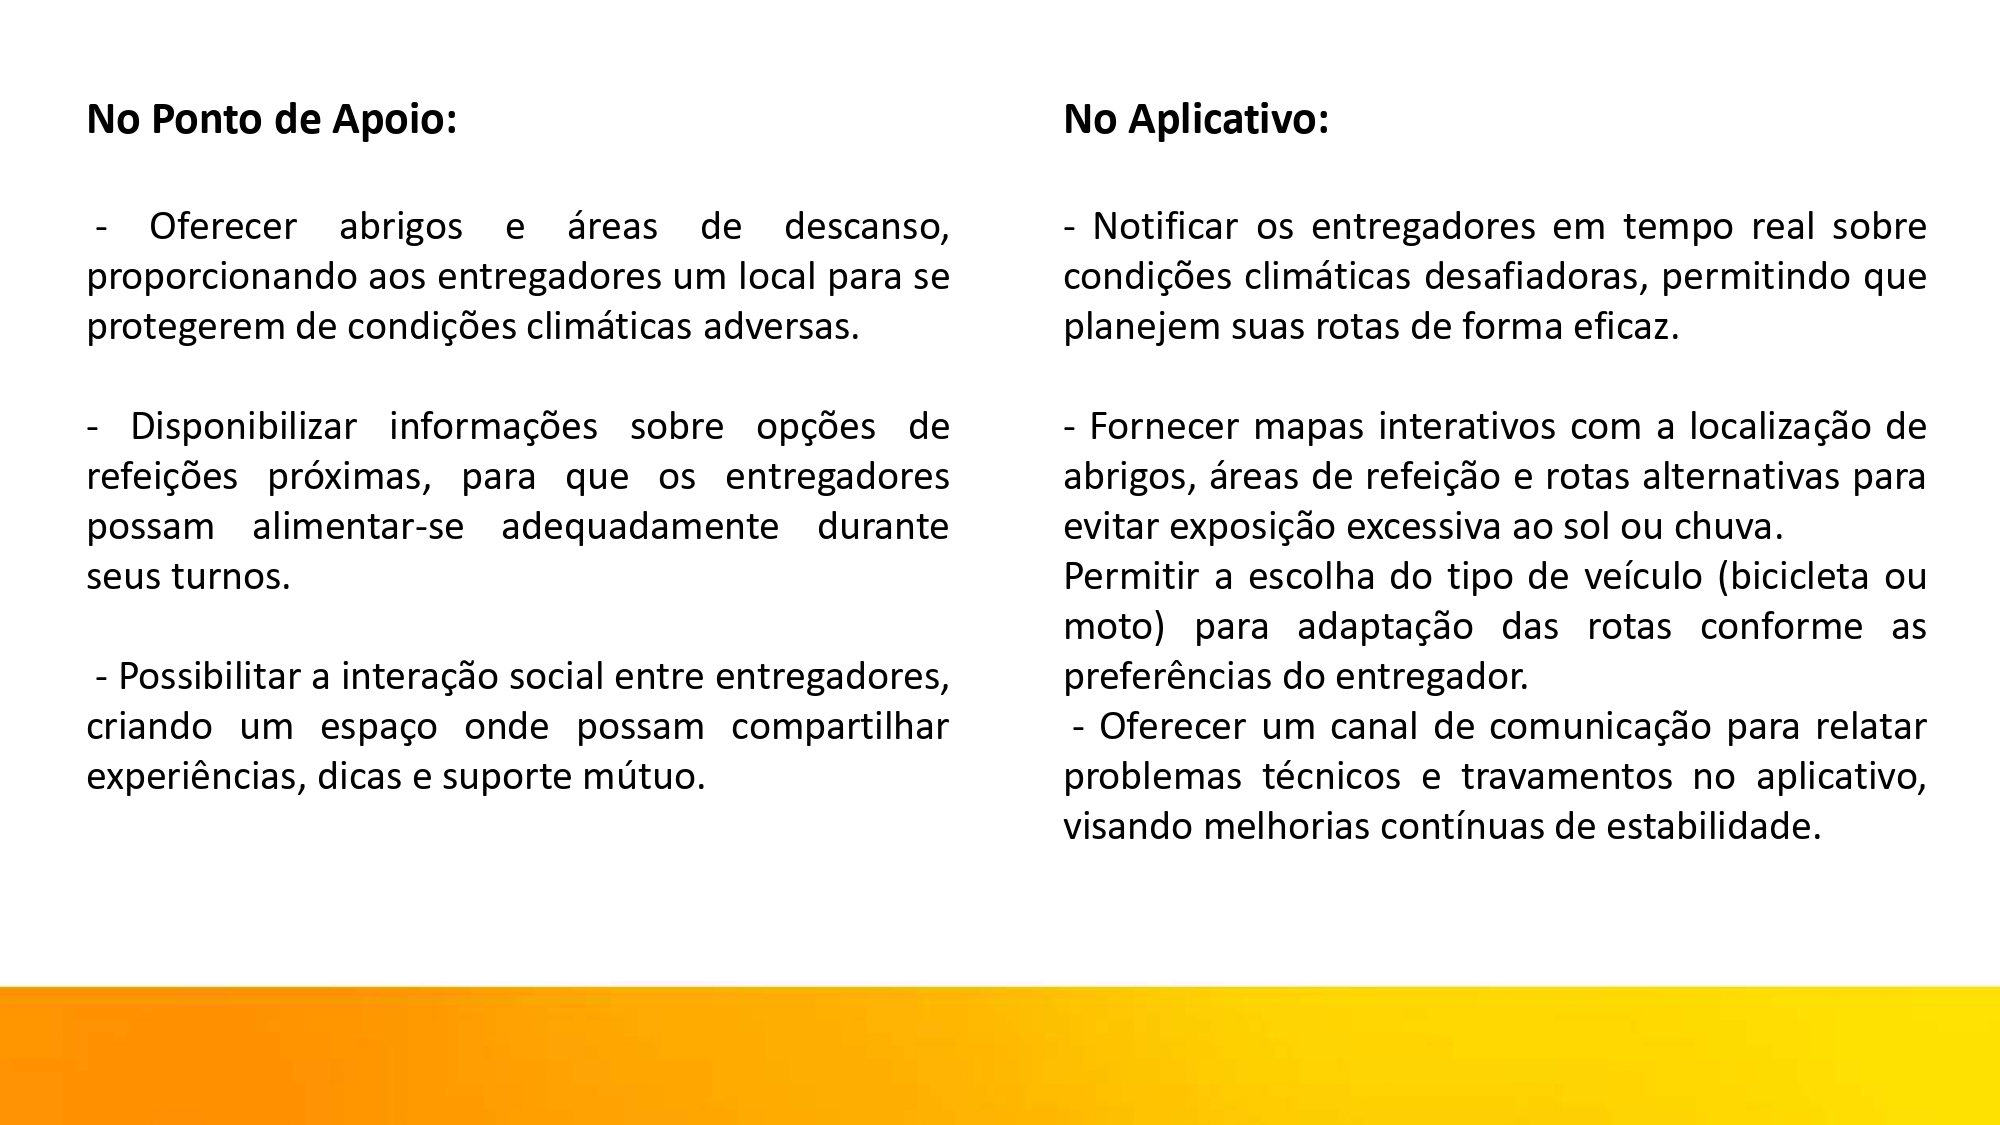 No Ponto de Apoio:
- Oferecer abrigos e áreas de descanso,
proporcionando aos entregadores um local para se
protegerem de condições climáticas adversas.
- Disponibilizar informações sobre opções de
refeições próximas, para que os entregadores
possam alimentar-se adequadamente durante
seus turnos.
- Possibilitar a interação social entre entregadores,
criando um espaço onde possam compartilhar
experiências, dicas e suporte mútuo.
No Aplicativo:
- Notificar os entregadores em tempo real sobre
condições climáticas desafiadoras, permitindo que
planejem suas rotas de forma eficaz.
- Fornecer mapas interativos com a localização de
abrigos, áreas de refeição e rotas alternativas para
evitar exposição excessiva ao sol ou chuva.
Permitir a escolha do tipo de veículo (bicicleta ou
moto) para adaptação das rotas conforme as
preferências do entregador.
- Oferecer um canal de comunicação para relatar
problemas técnicos e travamentos no aplicativo,
visando melhorias contínuas de estabilidade.